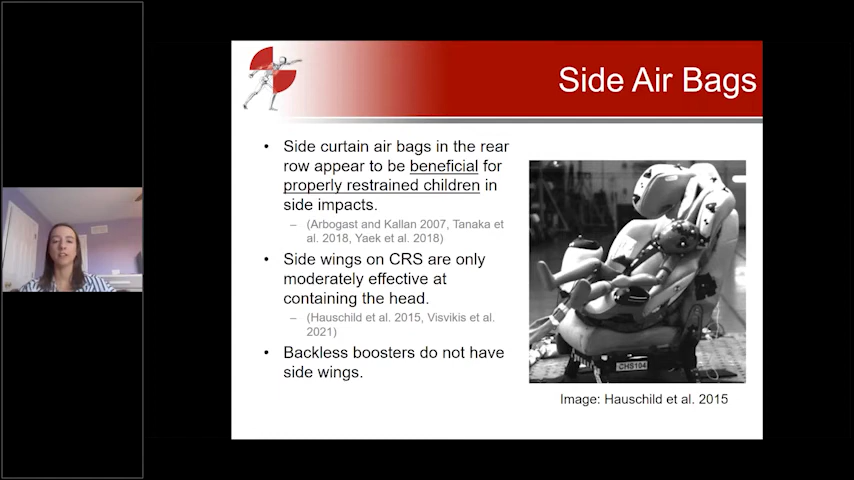 Side Air Bags
• Side curtain air bags in the rear
row appear to be beneficial for
properly restrained children in
side impacts.
– (Arbogast and Kallan 2007, Tanaka et
al. 2018, Yaek et al. 2018)
• Side wings on CRS are only
moderately effective at
containing the head.
– (Hauschild et al. 2015, Visvikis et al.
2021)
• Backless boosters do not have
side wings.
CHS104
Image: Hauschild et al. 2015